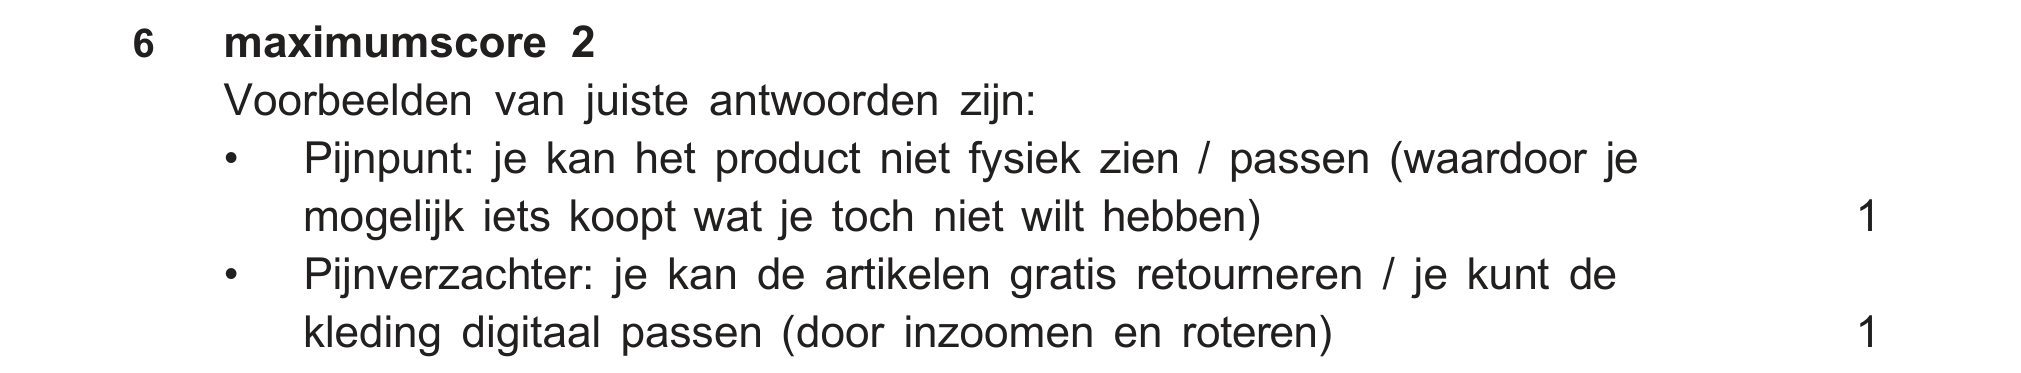 6 maximumscore 2
Voorbeelden van juiste antwoorden zijn:
• Pijnpunt: je kan het product niet fysiek zien / passen (waardoor je
mogelijk iets koopt wat je toch niet wilt hebben) 1
• Pijnverzachter: je kan de artikelen gratis retourneren / je kunt de
kleding digitaal passen (door inzoomen en roteren) 1